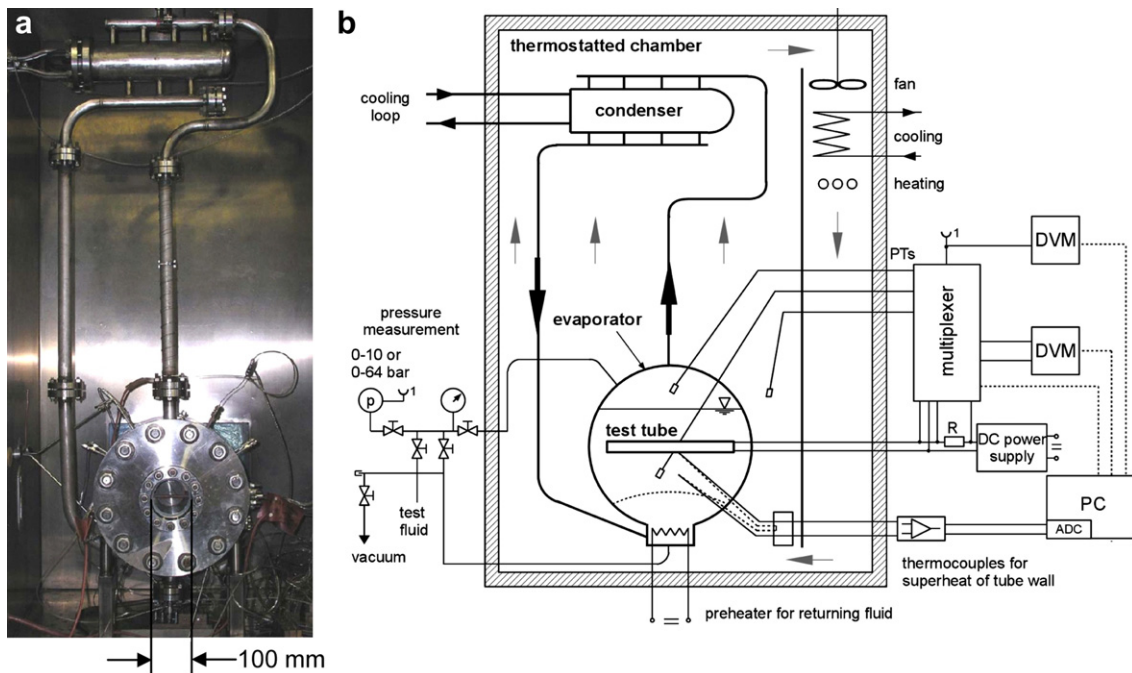 a
100 mm
b
thermostatted chamber
cooling
loop
condenser
fan
cooling
heating
PTs
1
DVM
multiplexer
DVM
evaporator
pressure
measurement
0-10 or
0-64 bar
1
p
test tube
R
DC power
supply
=
PC
ADC
test
fluid
vacuum
thermocouples for
superheat of tube wall
=
preheater for returning fluid